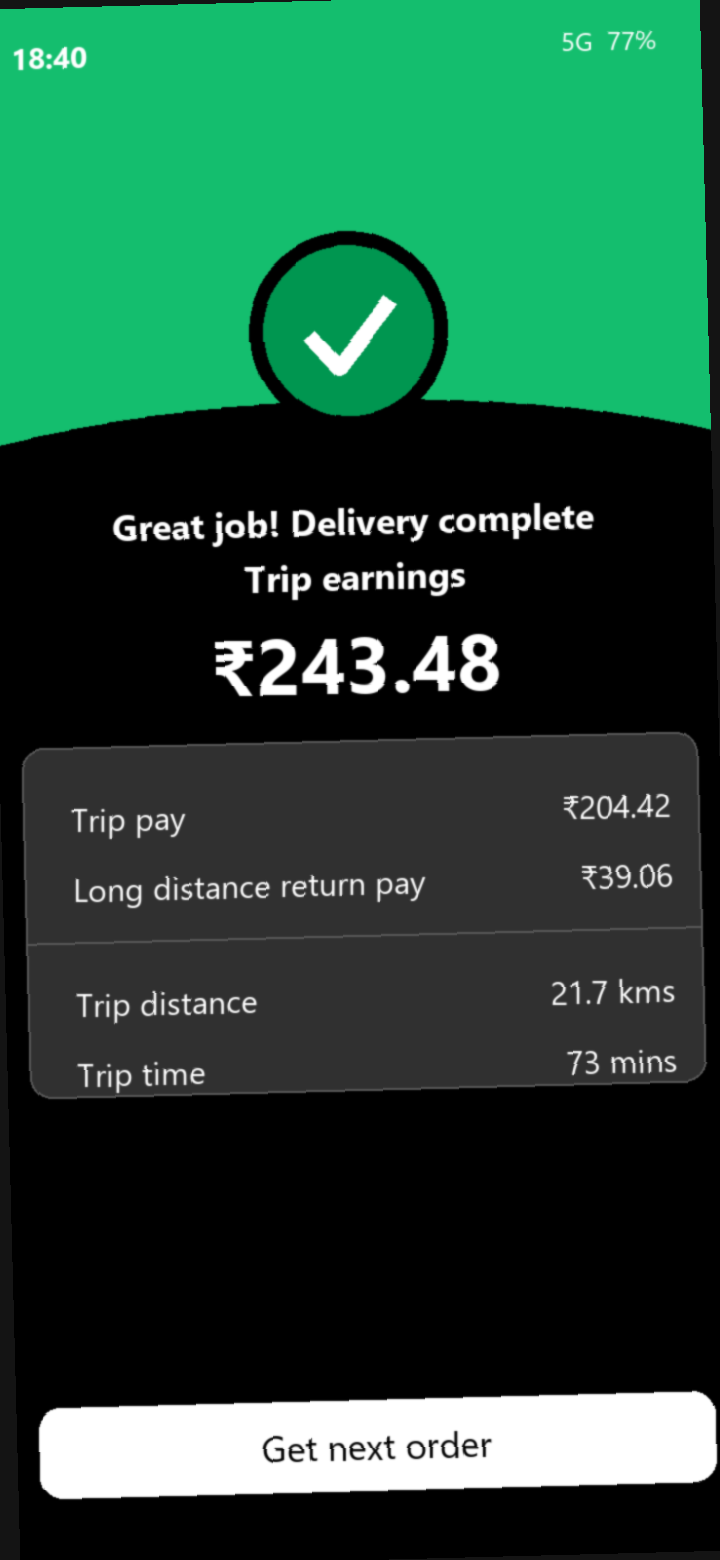 18:40 5G 77%
Great job! Delivery complete
Trip earnings
₹243.48
Trip pay ₹204.42
Long distance return pay ₹39.06
Trip distance 21.7 kms
Trip time 73 mins
Get next order